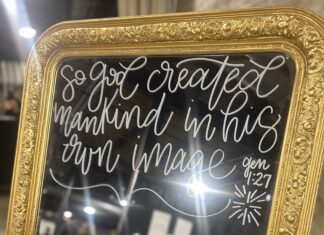 So God created
mankind in his
own image
gen
1:27